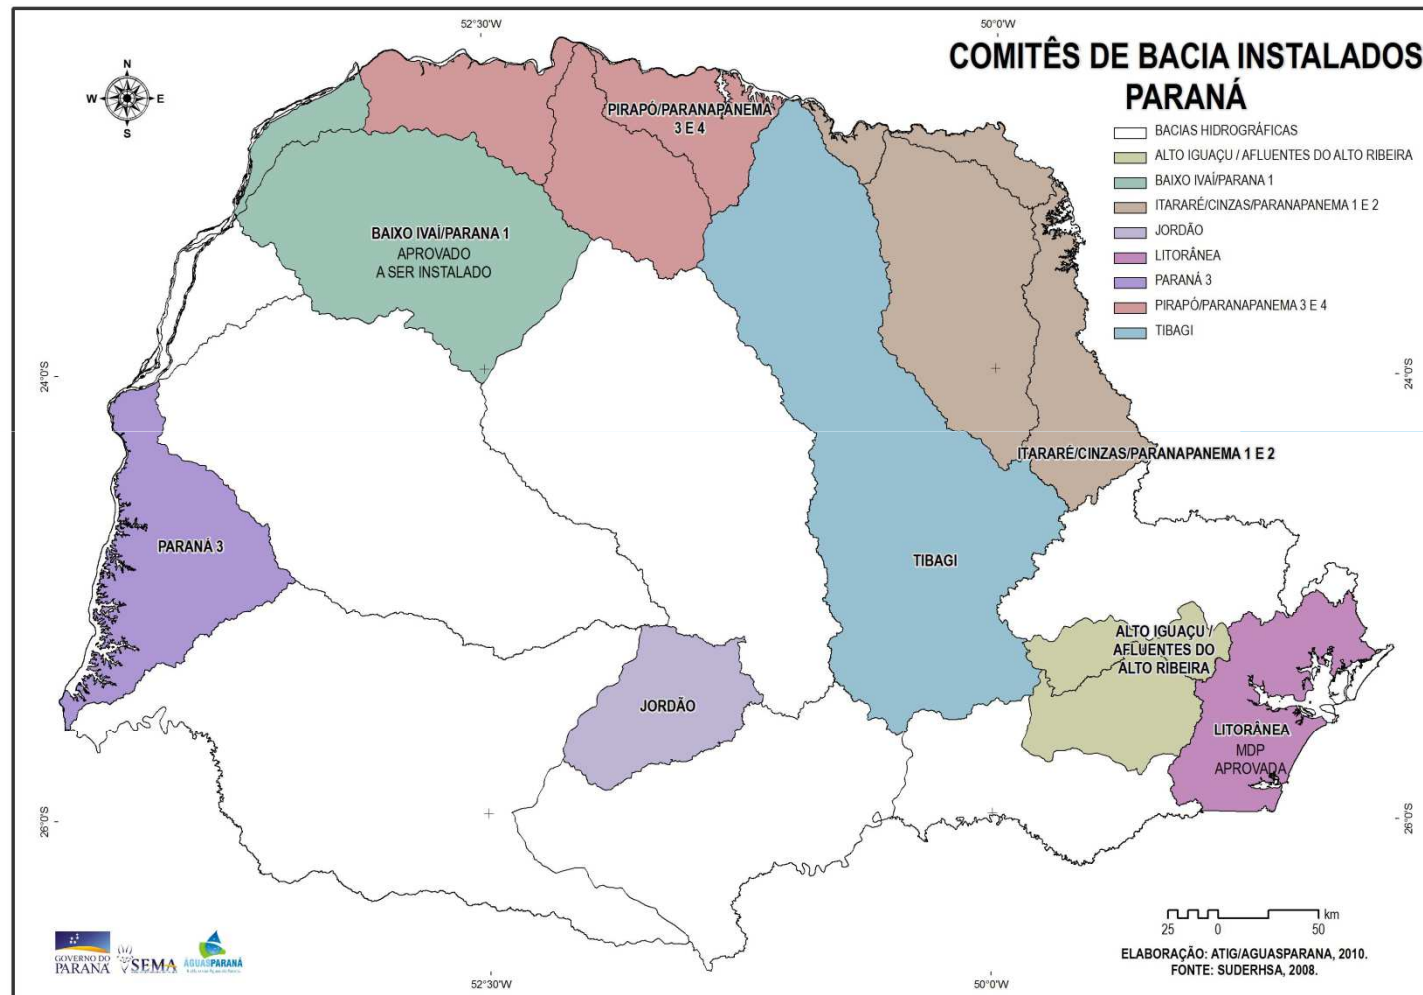 52°30'W
50°0'W
COMITÊS DE BACIA INSTALADOS
PARANÁ
N
W
E
S
BACIAS HIDROGRÁFICAS
ALTO IGUAÇU / AFLUENTES DO ALTO RIBEIRA
BAIXO IVAÍ/PARANA 1
ITARARÉ/CINZAS/PARANAPANEMA 1 E 2
JORDÃO
LITORÂNEA
PARANÁ 3
PIRAPÓ/PARANAPANEMA 3 E 4
TIBAGI
PIRAPÓ/PARANAPANEMA
3 E 4
BAIXO IVAÍ/PARANA 1
APROVADO
A SER INSTALADO
24°0'S
24°0'S
ITARARÉ/CINZAS/PARANAPANEMA 1 E 2
PARANÁ 3
TIBAGI
ALTO IGUAÇU /
AFLUENTES DO
ALTO RIBEIRA
JORDÃO
LITORÂNEA
MDP
APROVADA
26°0'S
26°0'S
km
25 0 50
GOVERNO DO
PARANÁ
SEMA
ÁGUASPARANÁ
ELABORAÇÃO: ATIG/AGUASPARANA, 2010.
FONTE: SUDERHSA, 2008.
52°30'W
50°0'W